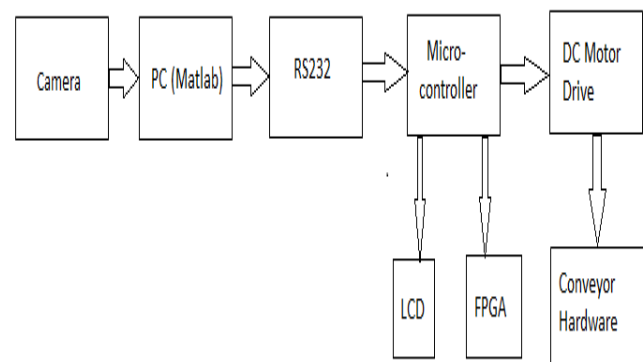 Camera
PC (Matlab)
RS232
Micro-
controller
DC Motor
Drive
LCD
FPGA
Conveyor
Hardware